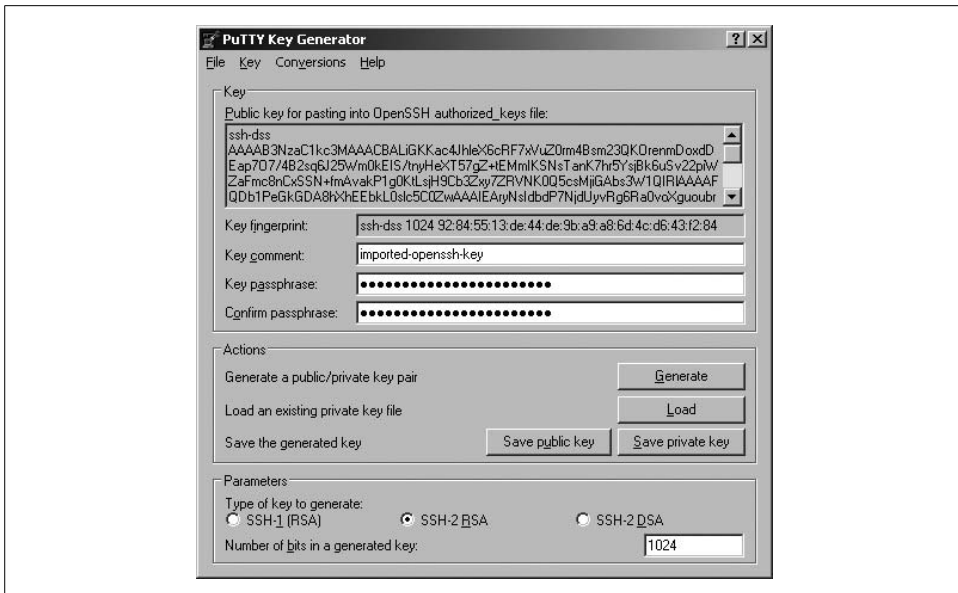 PuTTY Key Generator
File Key Conversions Help
Key
Public key for pasting into OpenSSH authorized_keys file:
ssh-dss
AAAAB3NzaC1kc3MAAACBALiGKKac4JhleX6cRF7xVuZ0rm4Bsm23QKOrenmDoxdD
Eap7O7/4B2sq6J25Wm0kEIS/tnyHeXT57gZ+tEMmIKSNsTanK7hr5YsjBk6uSv22piW
ZaFmc8nCxSSN+fmAvakP1g0KtLsjH9Cb3Zxy7ZRVNK0Q5csMjiGAbs3W1QIRIAAAAF
QDb1PeGkGDA8hXhEEbkL0sIc5C0ZwAAAIEAryNsIdbdP7NjdUyvRg6Ra0vaXguoubr
Key fingerprint: ssh-dss 1024 92:84:55:13:de:44:de:9b:a9:a8:6d:4c:d6:43:f2:84
Key comment: imported-openssh-key
Key passphrase:
Confirm passphrase:
Actions
Generate a public/private key pair Generate
Load an existing private key file Load
Save the generated key Save public key Save private key
Parameters
Type of key to generate:
SSH-1 (RSA) SSH-2 RSA SSH-2 DSA
Number of bits in a generated key: 1024